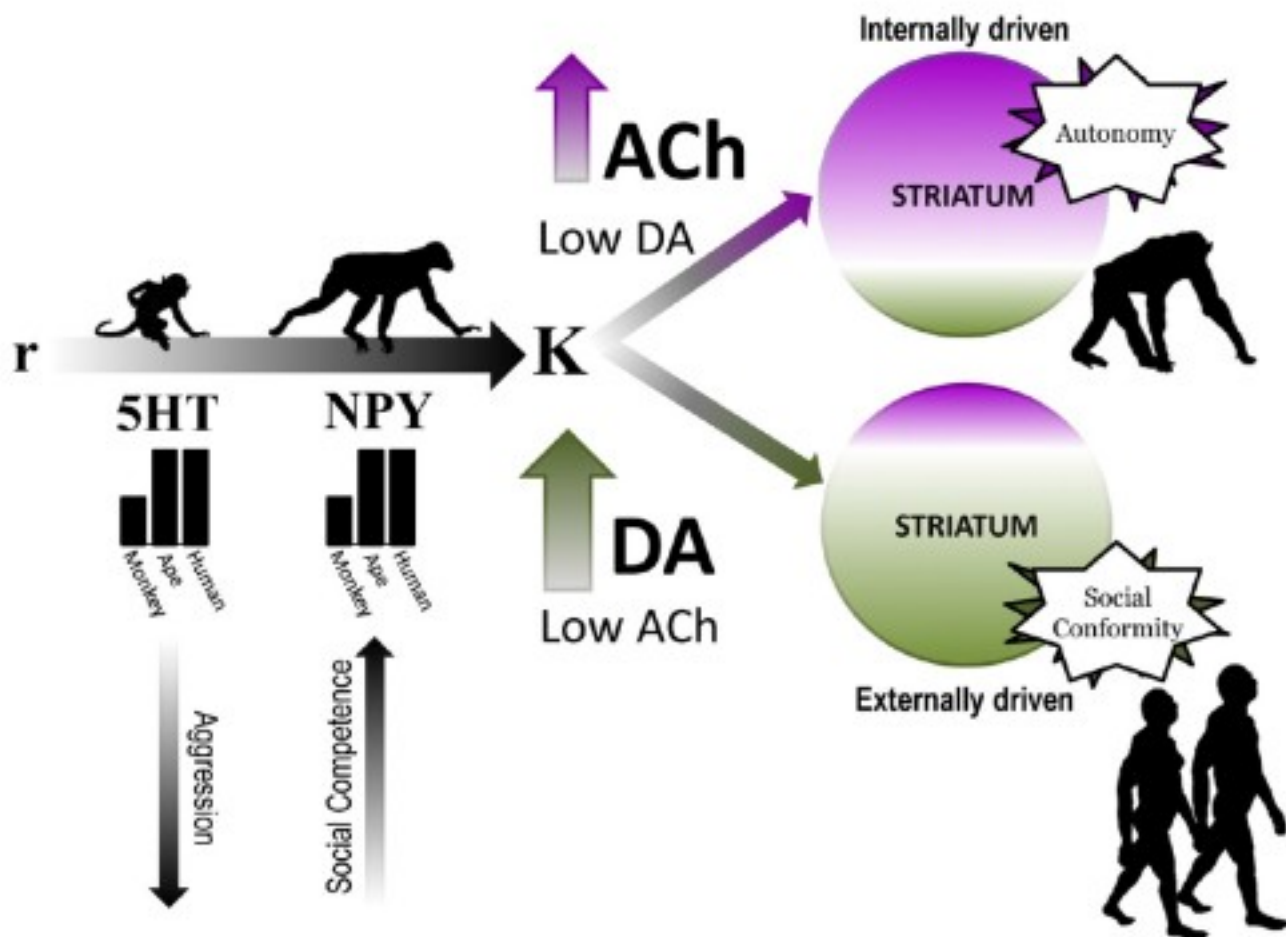 Internally driven
Autonomy
STRIATUM
ACh
Low DA
r
K
5HT
NPY
Monkey
Ape
Human
Monkey
Ape
Human
DA
Low ACh
STRIATUM
Social
Conformity
Externally driven
Aggression
Social Competence